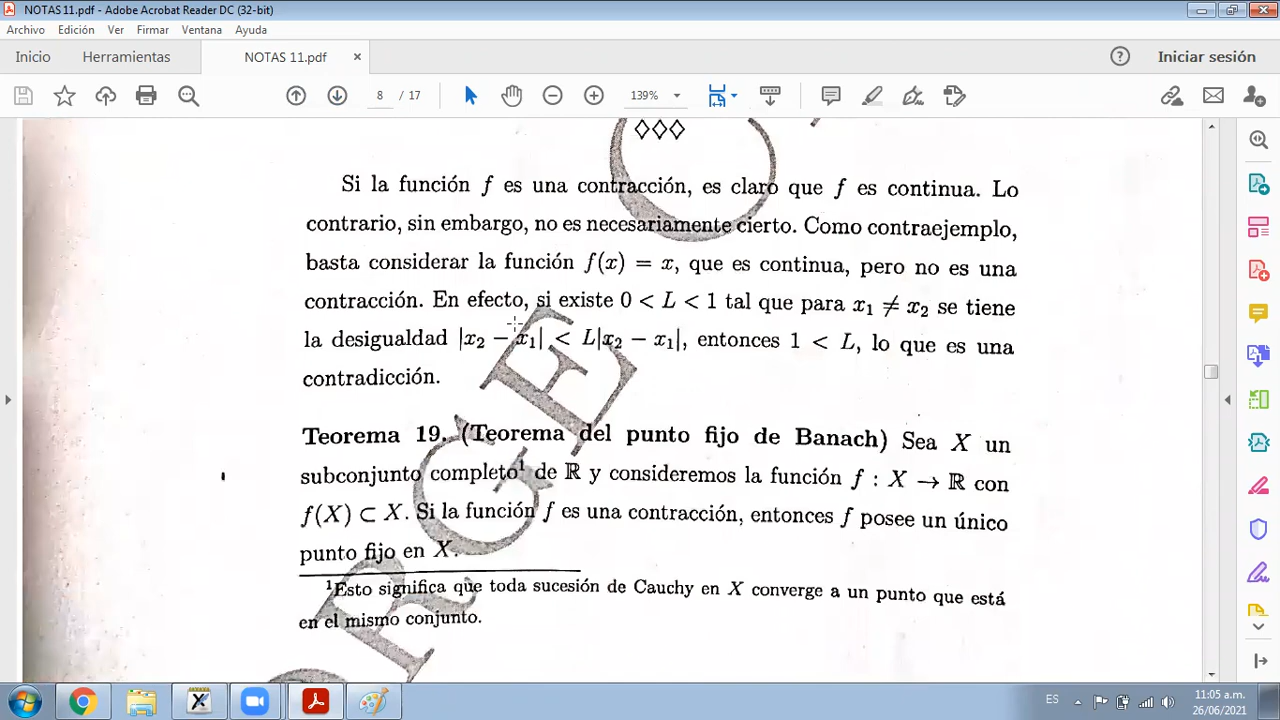 NOTAS 11.pdf - Adobe Acrobat Reader DC (32-bit)
Archivo Edición Ver Firmar Ventana Ayuda
Inicio Herramientas NOTAS 11.pdf × Iniciar sesión
8 / 17 139%
◊◊◊
Si la función f es una contracción, es claro que f es continua. Lo
contrario, sin embargo, no es necesariamente cierto. Como contraejemplo,
basta considerar la función f(x) = x, que es continua, pero no es una
contracción. En efecto, si existe 0 < L < 1 tal que para x₁ ≠ x₂ se tiene
la desigualdad |x₂ − x₁| < L|x₂ − x₁|, entonces 1 < L, lo que es una
contradicción.
Teorema 19. (Teorema del punto fijo de Banach) Sea X un
subconjunto completo¹ de ℝ y consideremos la función f : X → ℝ con
f(X) ⊂ X. Si la función f es una contracción, entonces f posee un único
punto fijo en X.
¹Esto significa que toda sucesión de Cauchy en X converge a un punto que está
en el mismo conjunto.
ES 11:05 a.m.
26/06/2021